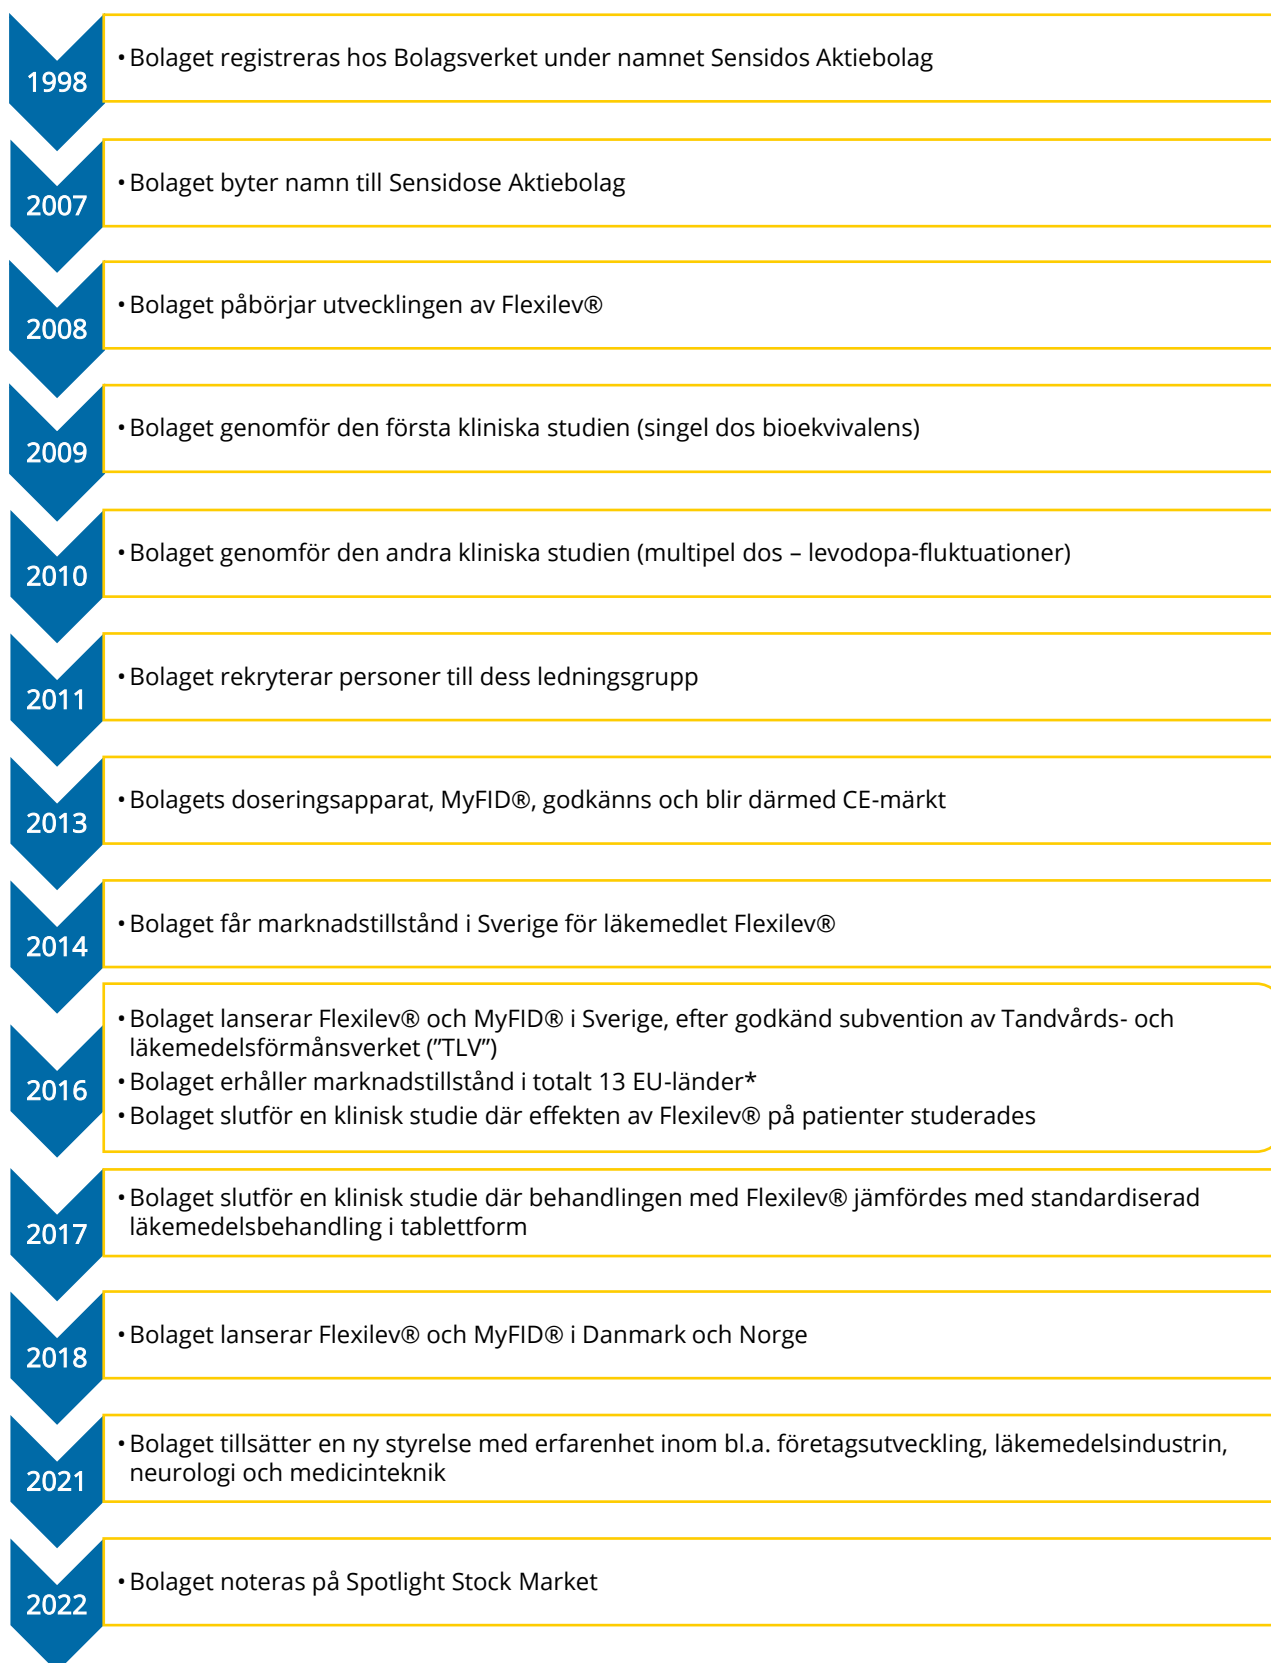 1998
•Bolaget registreras hos Bolagsverket under namnet Sensidos Aktiebolag
2007
•Bolaget byter namn till Sensidose Aktiebolag
2008
•Bolaget påbörjar utvecklingen av Flexilev®
2009
•Bolaget genomför den första kliniska studien (singel dos bioekvivalens)
2010
•Bolaget genomför den andra kliniska studien (multipel dos – levodopa-fluktuationer)
2011
•Bolaget rekryterar personer till dess ledningsgrupp
2013
•Bolagets doseringsapparat, MyFID®, godkänns och blir därmed CE-märkt
2014
•Bolaget får marknadstillstånd i Sverige för läkemedlet Flexilev®
2016
•Bolaget lanserar Flexilev® och MyFID® i Sverige, efter godkänd subvention av Tandvårds- och
läkemedelsförmånsverket (”TLV”)
•Bolaget erhåller marknadstillstånd i totalt 13 EU-länder*
•Bolaget slutför en klinisk studie där effekten av Flexilev® på patienter studerades
2017
•Bolaget slutför en klinisk studie där behandlingen med Flexilev® jämfördes med standardiserad
läkemedelsbehandling i tablettform
2018
•Bolaget lanserar Flexilev® och MyFID® i Danmark och Norge
2021
•Bolaget tillsätter en ny styrelse med erfarenhet inom bl.a. företagsutveckling, läkemedelsindustrin,
neurologi och medicinteknik
2022
•Bolaget noteras på Spotlight Stock Market